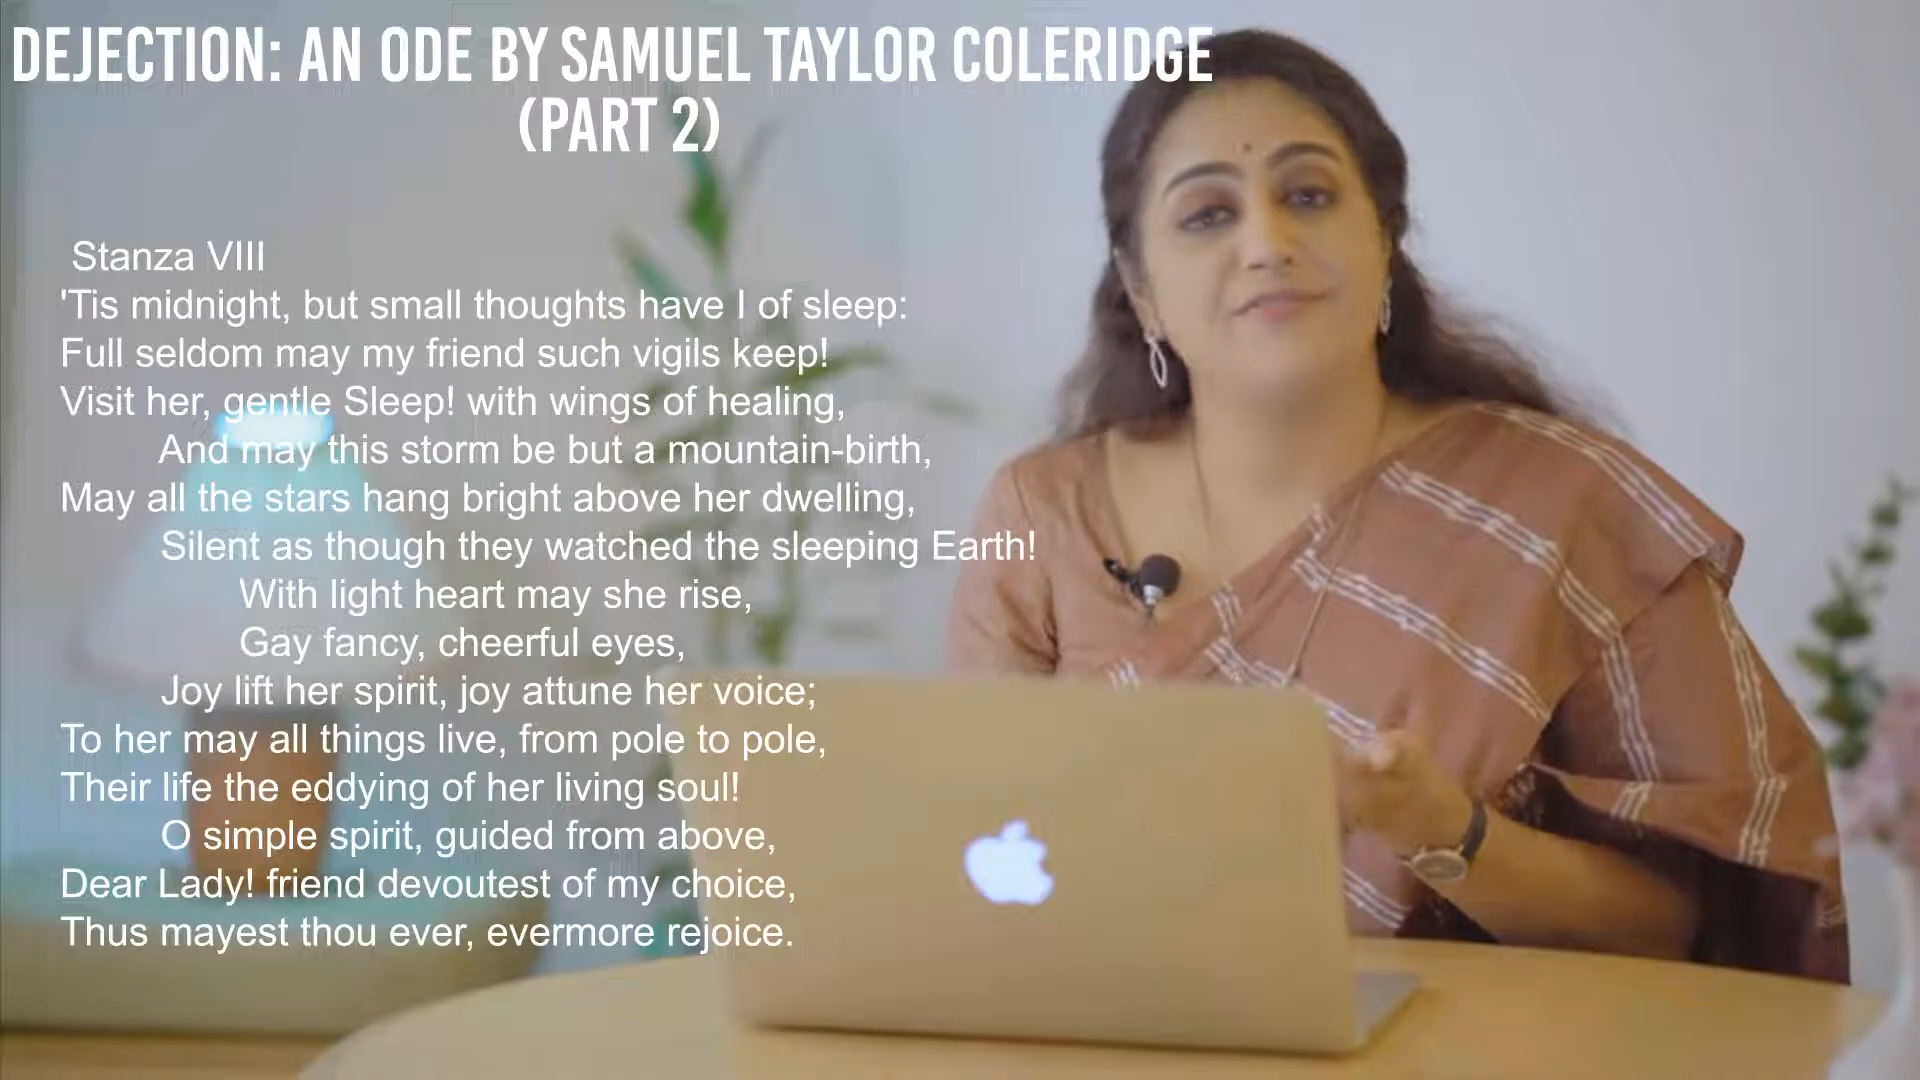 DEJECTION: AN ODE BY SAMUEL TAYLOR COLERIDGE
(PART 2)
Stanza VIII
'Tis midnight, but small thoughts have I of sleep:
Full seldom may my friend such vigils keep!
Visit her, gentle Sleep! with wings of healing,
And may this storm be but a mountain-birth,
May all the stars hang bright above her dwelling,
Silent as though they watched the sleeping Earth!
With light heart may she rise,
Gay fancy, cheerful eyes,
Joy lift her spirit, joy attune her voice;
To her may all things live, from pole to pole,
Their life the eddying of her living soul!
O simple spirit, guided from above,
Dear Lady! friend devoutest of my choice,
Thus mayest thou ever, evermore rejoice.